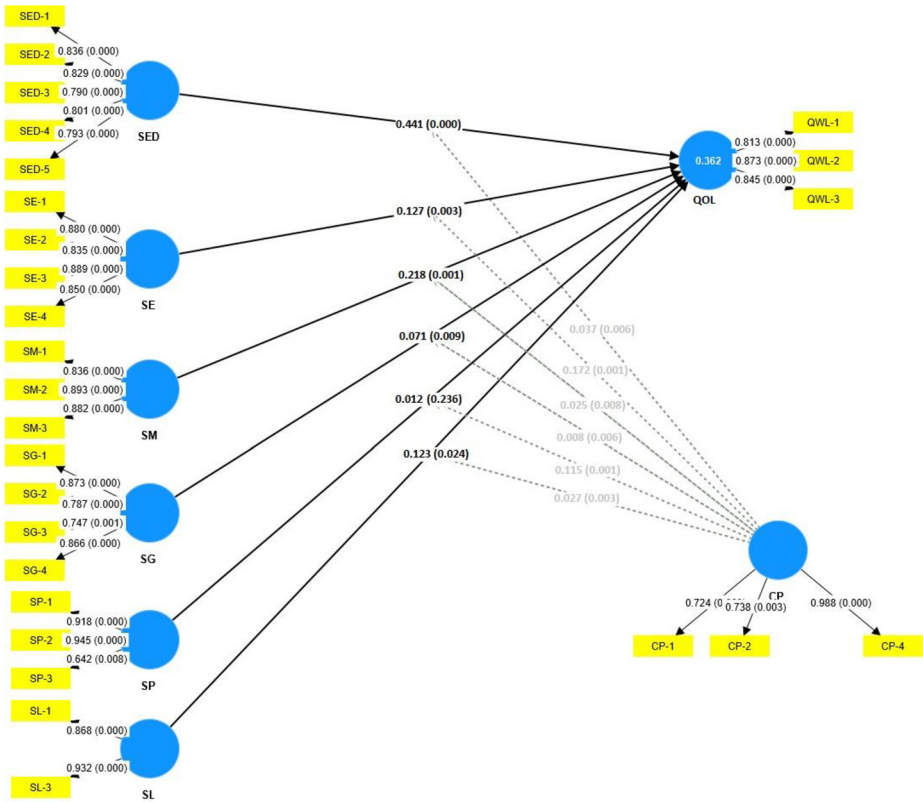 SED-1
0.836 (0.000)
SED-2
0.829 (0.000)
SED-3
0.790 (0.000)
0.801 (0.000)
SED-4
0.793 (0.000)
SED-5
SED
SE-1
0.880 (0.000)
SE-2
0.835 (0.000)
SE-3
0.889 (0.000)
0.850 (0.000)
SE-4
SE
SM-1
0.836 (0.000)
SM-2
0.893 (0.000)
0.882 (0.000)
SM-3
SM
SG-1
0.873 (0.000)
SG-2
0.787 (0.000)
SG-3
0.747 (0.001)
0.866 (0.000)
SG-4
SG
SP-1
0.918 (0.000)
SP-2
0.945 (0.000)
0.642 (0.008)
SP-3
SP
SL-1
0.868 (0.000)
0.932 (0.000)
SL-3
SL
0.441 (0.000)
0.127 (0.003)
0.218 (0.001)
0.071 (0.009)
0.012 (0.236)
0.123 (0.024)
0.362
QOL
0.813 (0.000)
QWL-1
0.873 (0.000)
QWL-2
0.845 (0.000)
QWL-3
0.037 (0.006)
0.172 (0.001)
0.025 (0.008)
0.008 (0.006)
0.115 (0.001)
0.027 (0.003)
CP
0.724
0.738 (0.003)
0.988 (0.000)
CP-1
CP-2
CP-4